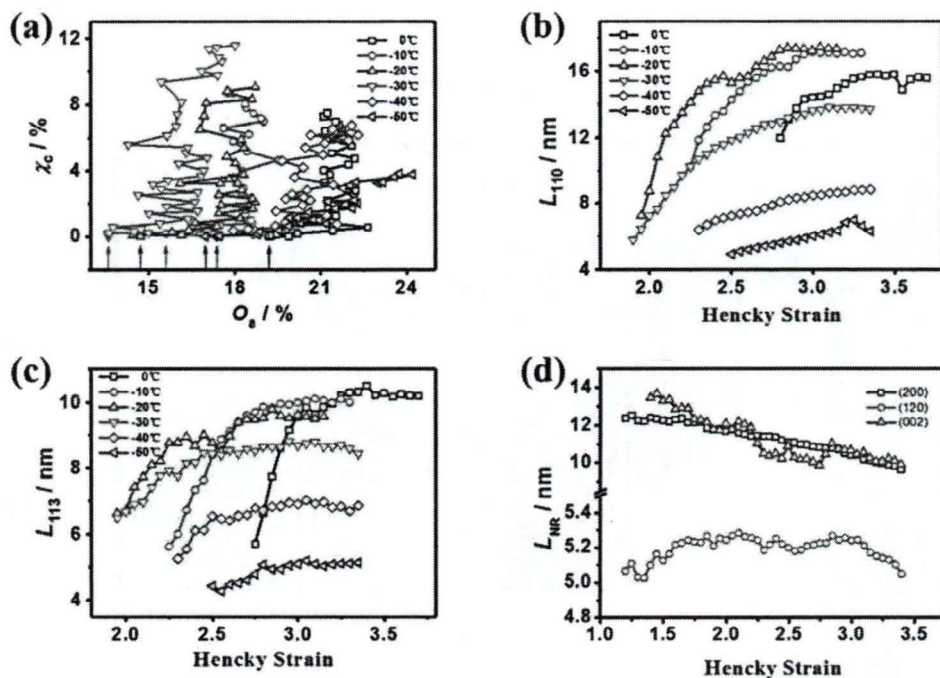 (a)
χc / %
12
8
4
0
15 18 21 24
Oa / %
0℃
-10℃
-20℃
-30℃
-40℃
-50℃
(b)
L110 / nm
16
12
8
4
2.0 2.5 3.0 3.5
Hencky Strain
0℃
-10℃
-20℃
-30℃
-40℃
-50℃
(c)
L113 / nm
10
8
6
4
2.0 2.5 3.0 3.5
Hencky Strain
0℃
-10℃
-20℃
-30℃
-40℃
-50℃
(d)
LNR / nm
14
12
10
5.4
5.2
5.0
4.8
1.0 1.5 2.0 2.5 3.0 3.5
Hencky Strain
(200)
(120)
(002)